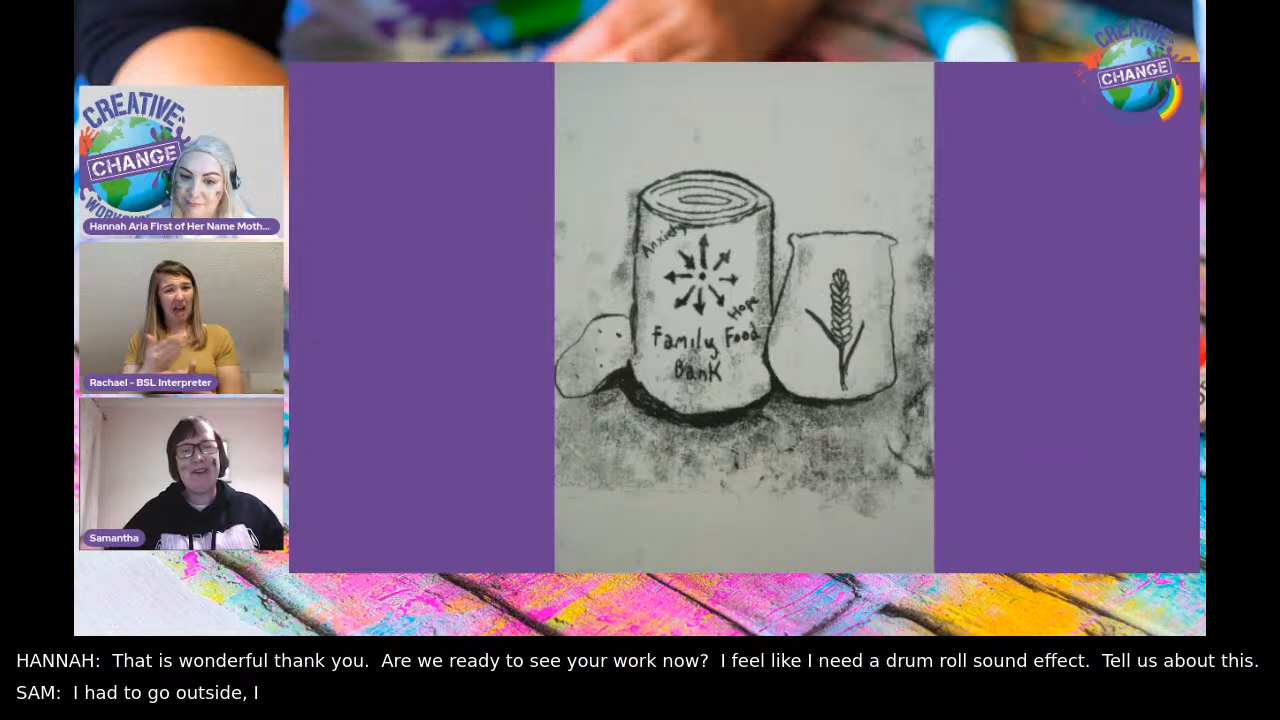 CREATIVE
CHANGE
CREATIVE
CHANGE
Hannah Aria First of Her Name Moth...
Anxiety
Hope
Family Food
Bank
Rachael - BSL Interpreter
Samantha
HANNAH:  That is wonderful thank you.  Are we ready to see your work now?  I feel like I need a drum roll sound effect.  Tell us about this.
SAM:  I had to go outside, I